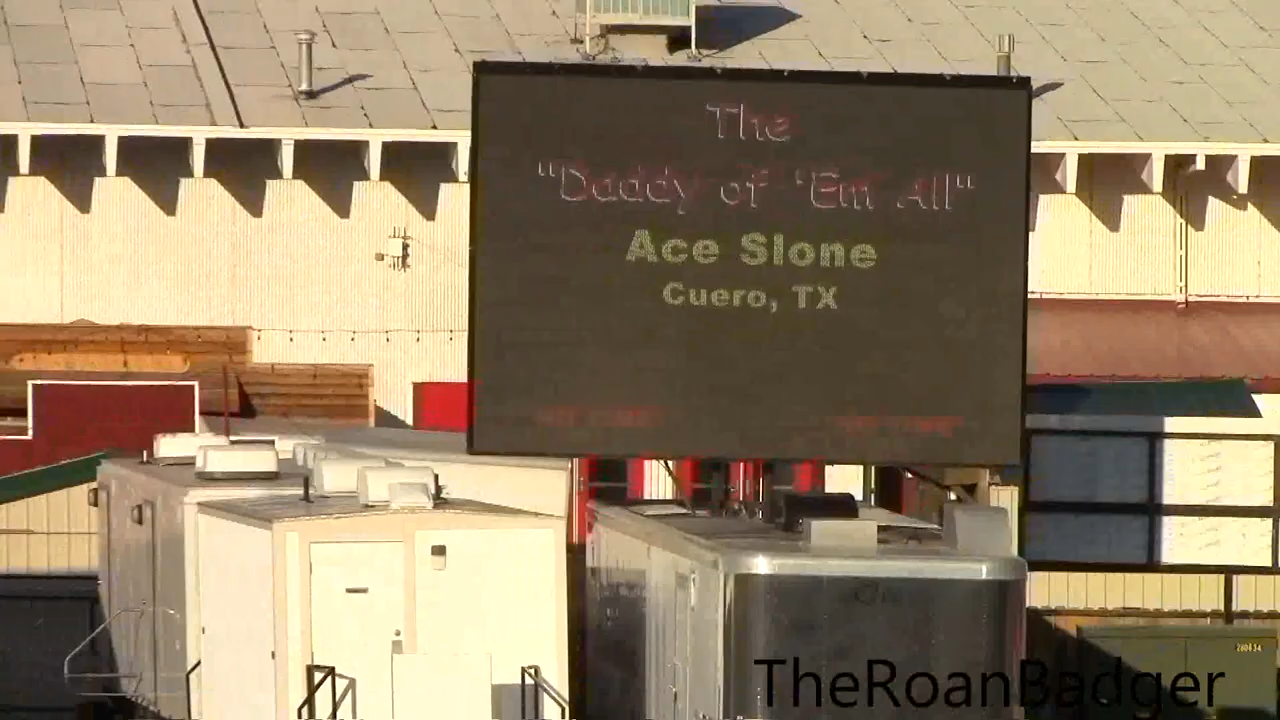 The
"Daddy of 'Em All"
Ace Slone
Cuero, TX
TheRoanBadger